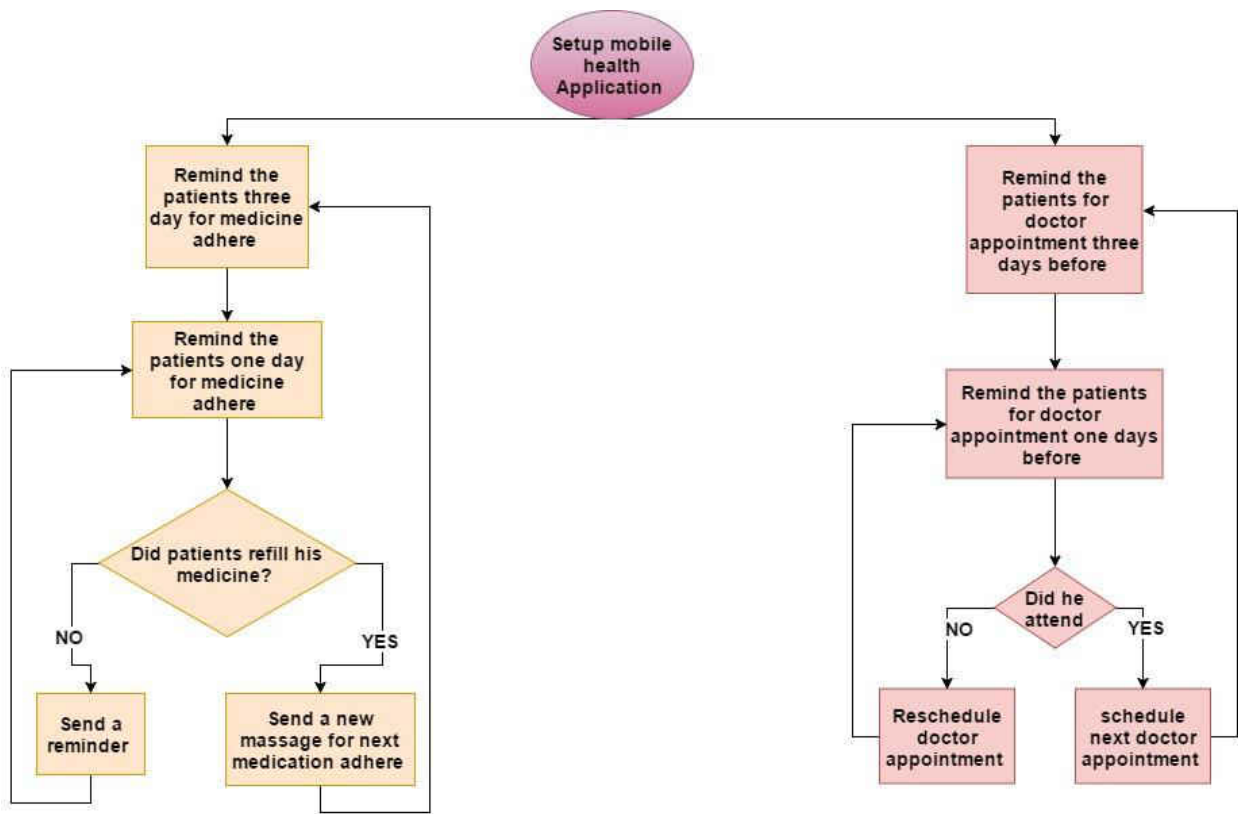 Setup mobile
health
Application
Remind the
patients three
day for medicine
adhere
Remind the
patients one day
for medicine
adhere
Did patients refill his
medicine?
NO
YES
Send a
reminder
Send a new
massage for next
medication adhere
Remind the
patients for
doctor
appointment three
days before
Remind the patients
for doctor
appointment one days
before
Did he
attend
NO
YES
Reschedule
doctor
appointment
schedule
next doctor
appointment